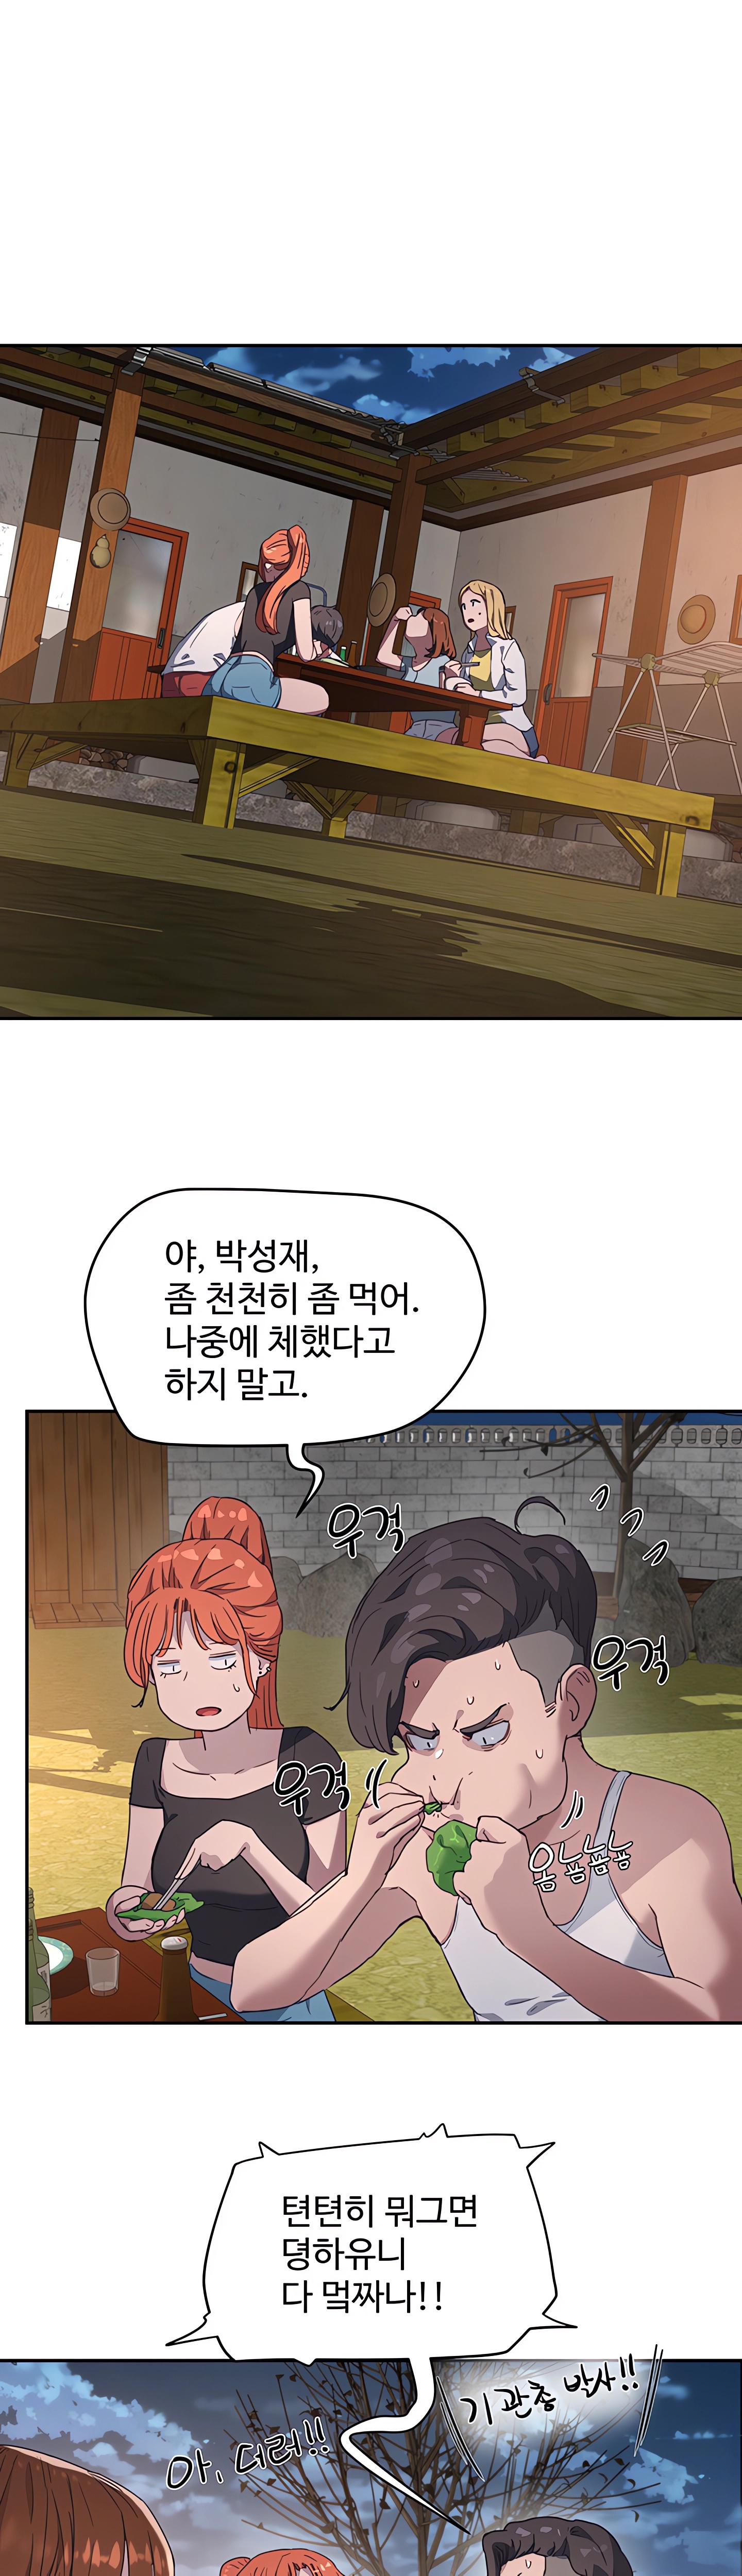 야, 박성재,
좀 천천히 좀 먹어.
나중에 체했다고
하지 말고.
우걱
우걱
우걱
옴뇸뇸뇸
텬텬히 뭐그면
뎡하유니
다 멐짜나!!
기관총 발사!!
아, 더러!!